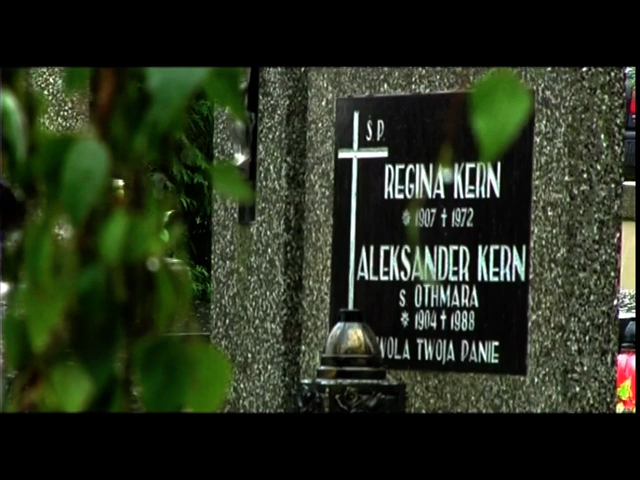 Ś.P.
REGINA KERN
* 1907 † 1972
ALEKSANDER KERN
S. OTHMARA
* 1904 † 1988
WOLA TWOJA PANIE